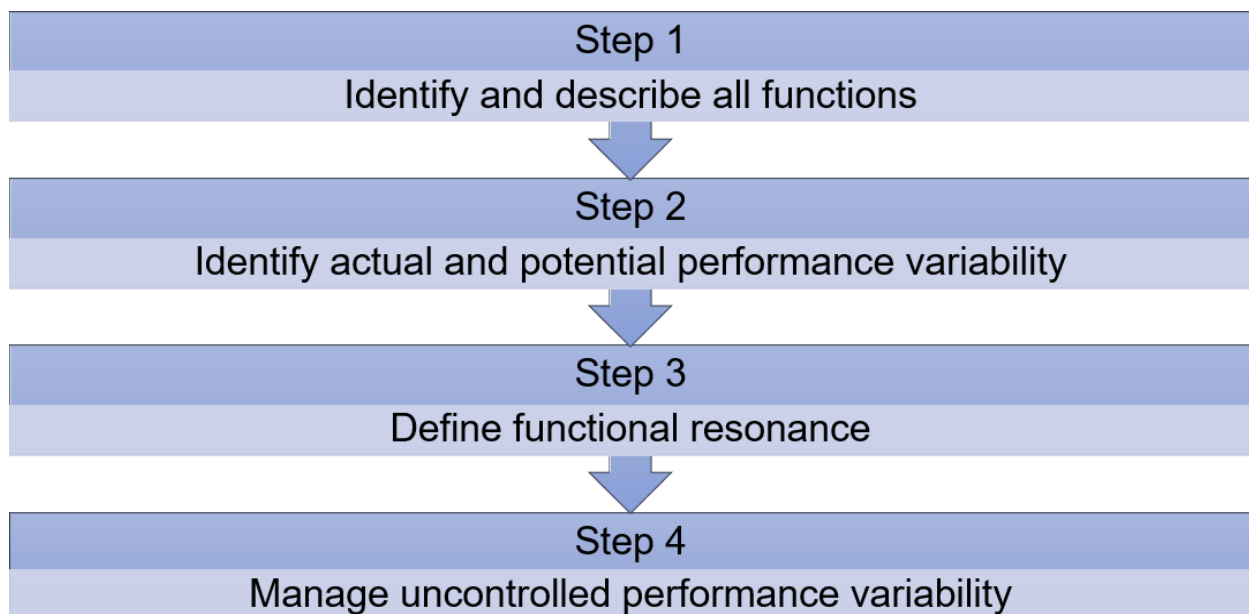 Step 1
Identify and describe all functions
Step 2
Identify actual and potential performance variability
Step 3
Define functional resonance
Step 4
Manage uncontrolled performance variability